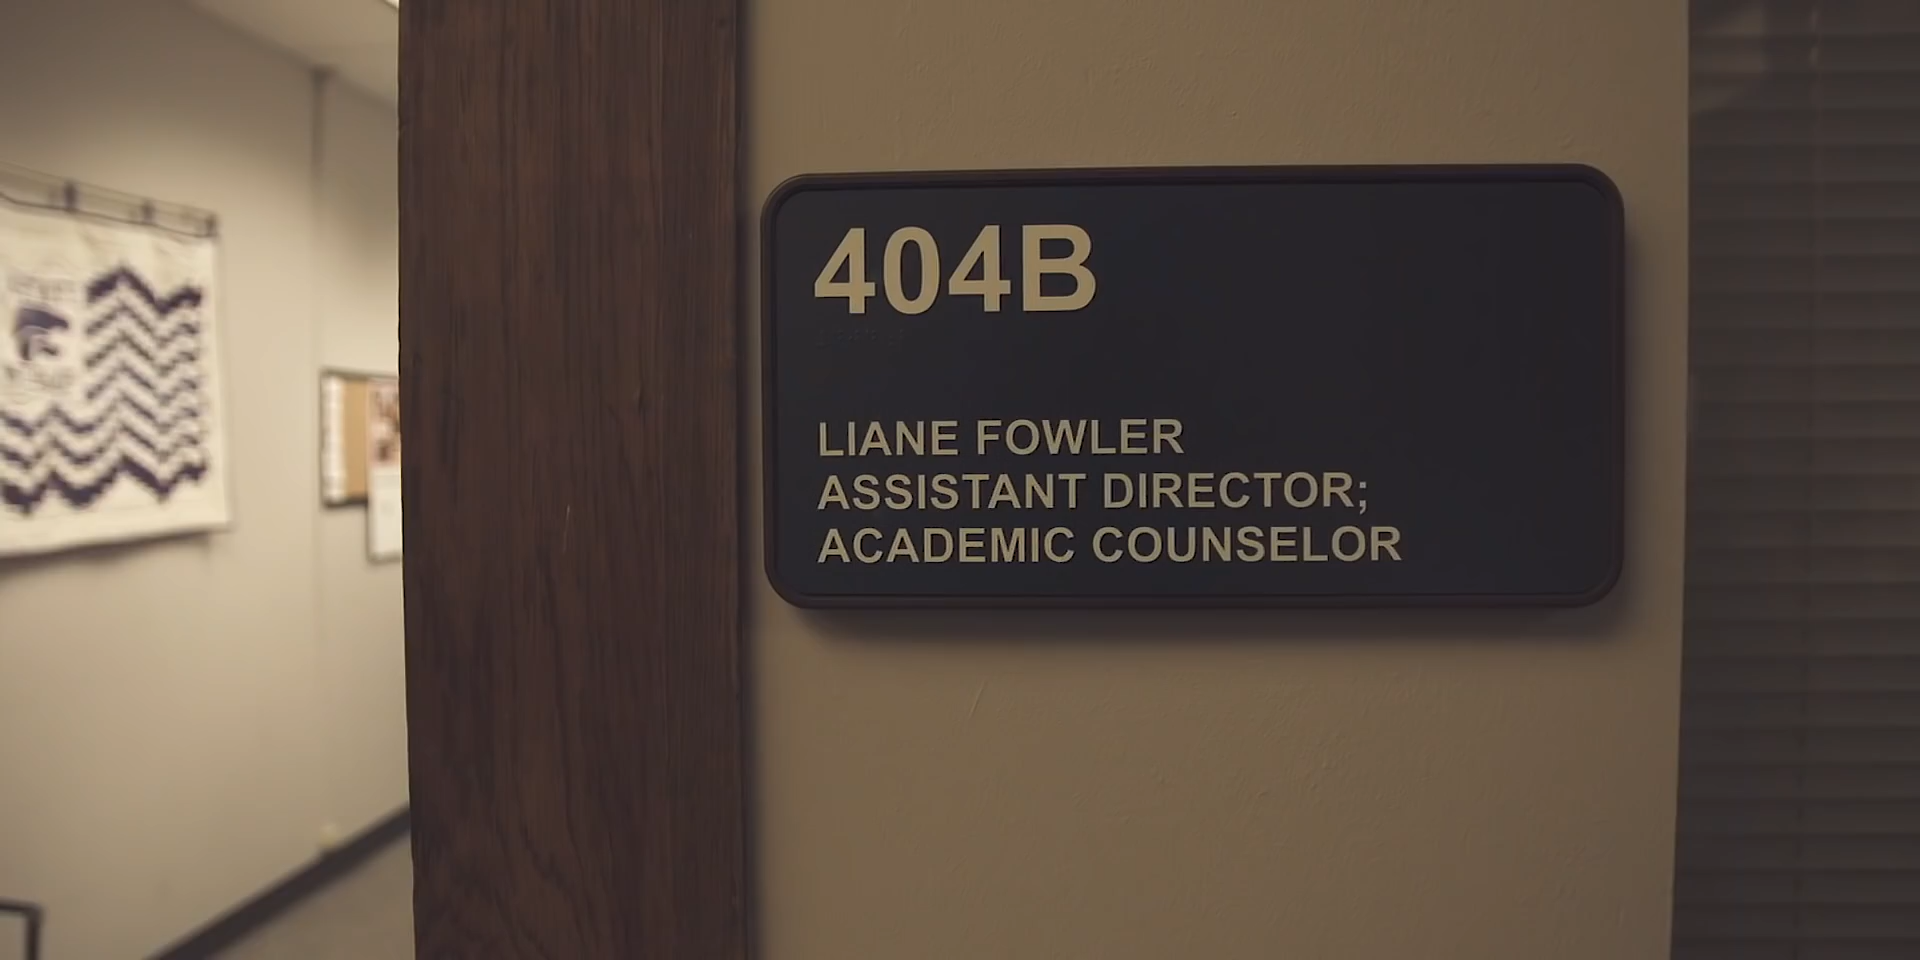 404B
LIANE FOWLER
ASSISTANT DIRECTOR;
ACADEMIC COUNSELOR